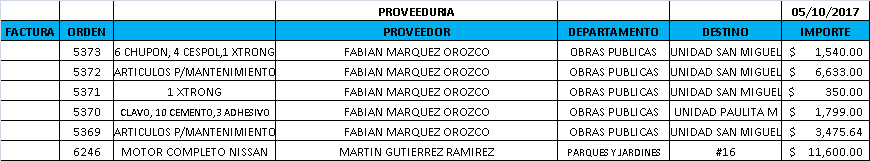 PROVEEDURIA 05/10/2017
FACTURA ORDEN PROVEEDOR DEPARTAMENTO DESTINO IMPORTE
5373 6 CHUPON, 4 CESPOL,1 XTRONG FABIAN MARQUEZ OROZCO OBRAS PUBLICAS UNIDAD SAN MIGUEL $ 1,540.00
5372 ARTICULOS P/MANTENIMIENTO FABIAN MARQUEZ OROZCO OBRAS PUBLICAS UNIDAD SAN MIGUEL $ 6,633.00
5371 1 XTRONG FABIAN MARQUEZ OROZCO OBRAS PUBLICAS UNIDAD SAN MIGUEL $ 350.00
5370 CLAVO, 10 CEMENTO,3 ADHESIVO FABIAN MARQUEZ OROZCO OBRAS PUBLICAS UNIDAD PAULITA M $ 1,799.00
5369 ARTICULOS P/MANTENIMIENTO FABIAN MARQUEZ OROZCO OBRAS PUBLICAS UNIDAD SAN MIGUEL $ 3,475.64
6246 MOTOR COMPLETO NISSAN MARTIN GUTIERREZ RAMIREZ PARQUES Y JARDINES #16 $ 11,600.00